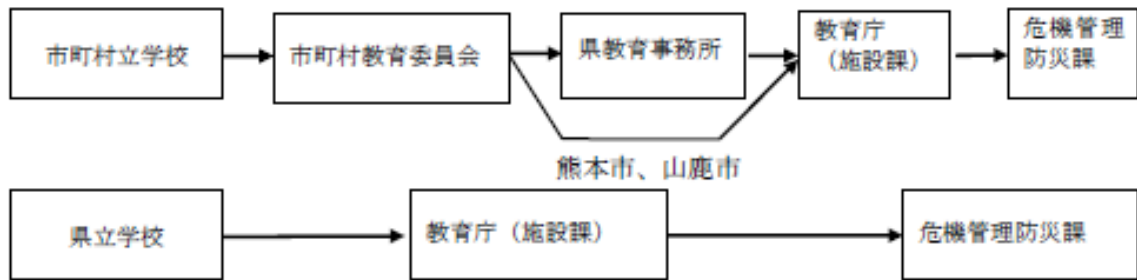 市町村立学校
市町村教育委員会
県教育事務所
教育庁
（施設課）
危機管理
防災課
熊本市、山鹿市
県立学校
教育庁（施設課）
危機管理防災課